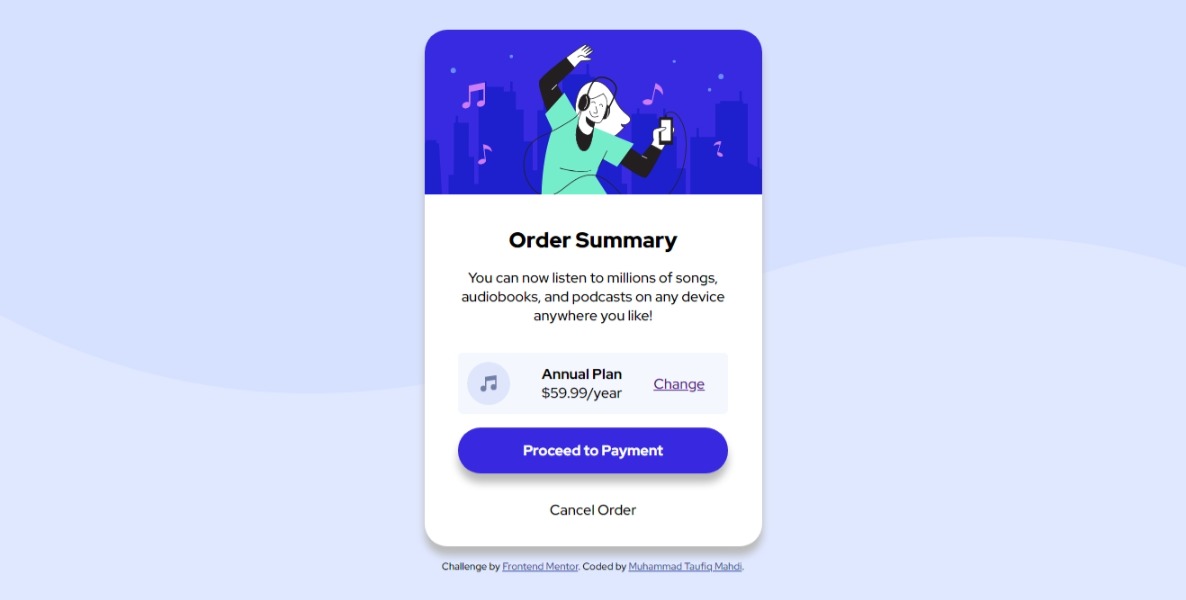 Order Summary
You can now listen to millions of songs,
audiobooks, and podcasts on any device
anywhere you like!
Annual Plan
$59.99/year
Change
Proceed to Payment
Cancel Order
Challenge by Frontend Mentor. Coded by Muhammad Taufiq Mahdi.